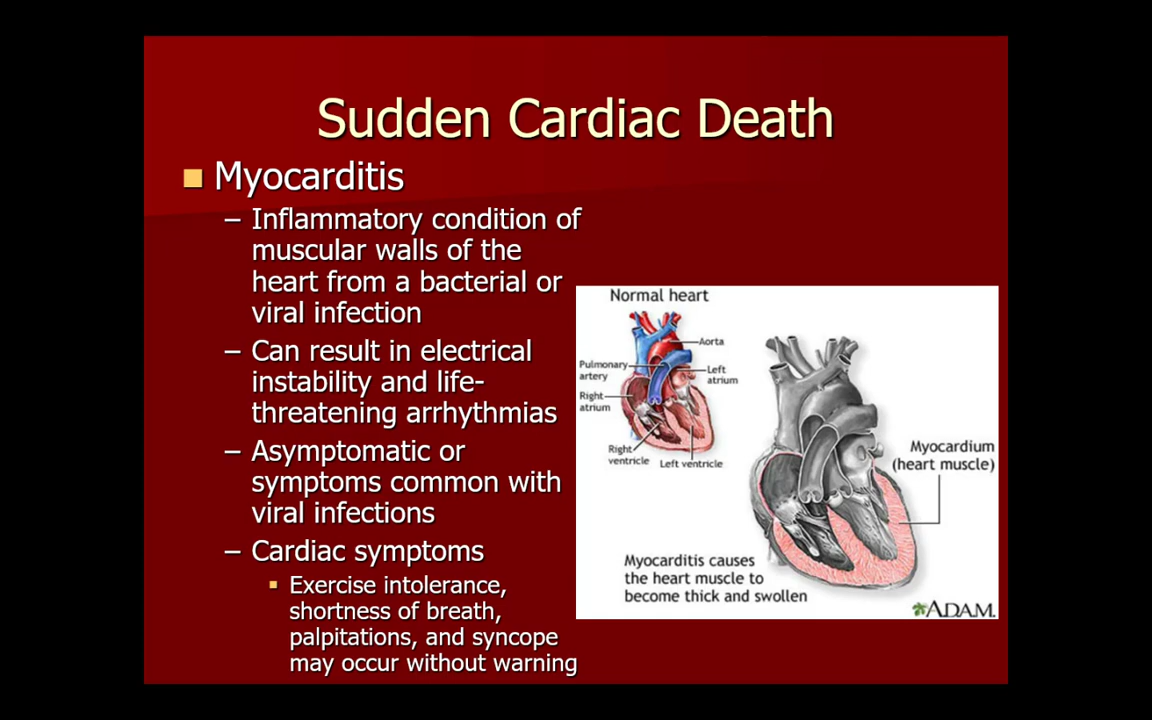 Sudden Cardiac Death
■ Myocarditis
– Inflammatory condition of
muscular walls of the
heart from a bacterial or
viral infection
– Can result in electrical
instability and life-
threatening arrhythmias
– Asymptomatic or
symptoms common with
viral infections
– Cardiac symptoms
▪ Exercise intolerance,
shortness of breath,
palpitations, and syncope
may occur without warning
Normal heart
Aorta
Pulmonary
artery
Left
atrium
Right
atrium
Right
ventricle
Left ventricle
Myocardium
(heart muscle)
Myocarditis causes
the heart muscle to
become thick and swollen
ADAM.